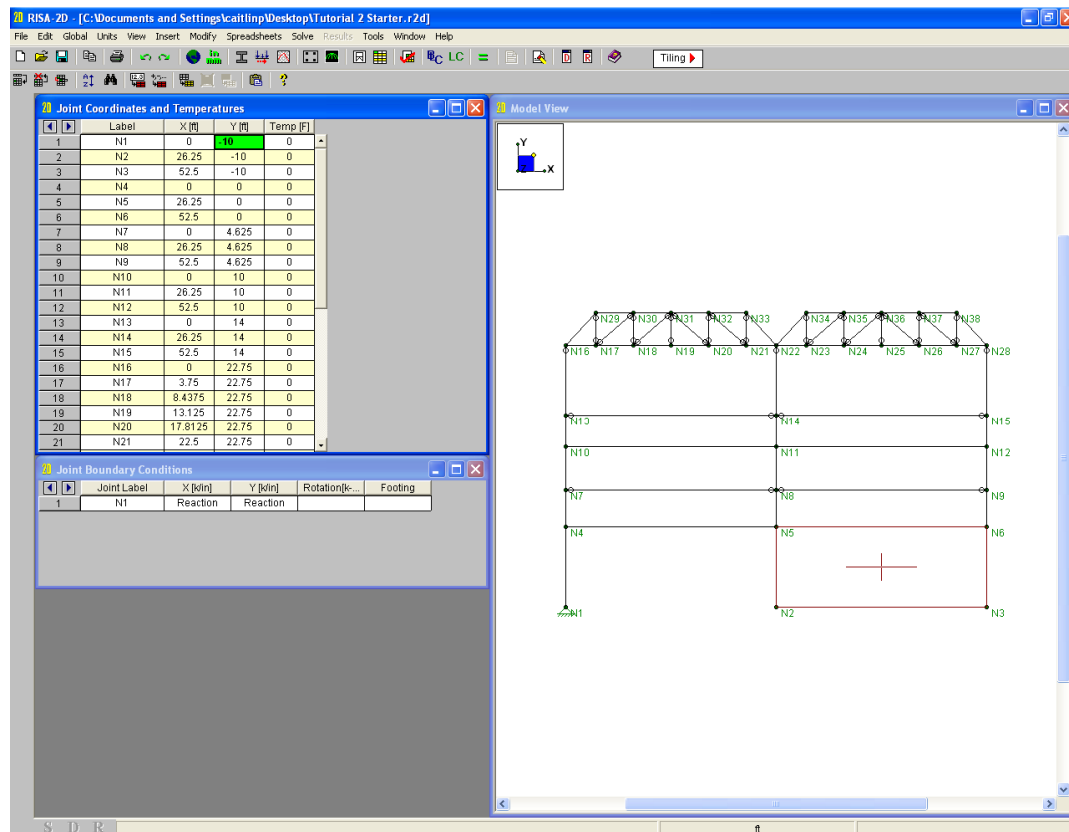 20 RISA-2D - [C:\Documents and Settings\caitlinp\Desktop\Tutorial 2 Starter.r2d]
File Edit Global Units View Insert Modify Spreadsheets Solve Results Tools Window Help
BC LC = D R Tiling
20 Joint Coordinates and Temperatures
Label X [ft] Y [ft] Temp [F]
1 N1 0 -10 0
2 N2 26.25 -10 0
3 N3 52.5 -10 0
4 N4 0 0 0
5 N5 26.25 0 0
6 N6 52.5 0 0
7 N7 0 4.625 0
8 N8 26.25 4.625 0
9 N9 52.5 4.625 0
10 N10 0 10 0
11 N11 26.25 10 0
12 N12 52.5 10 0
13 N13 0 14 0
14 N14 26.25 14 0
15 N15 52.5 14 0
16 N16 0 22.75 0
17 N17 3.75 22.75 0
18 N18 8.4375 22.75 0
19 N19 13.125 22.75 0
20 N20 17.8125 22.75 0
21 N21 22.5 22.75 0
20 Joint Boundary Conditions
Joint Label X [k/in] Y [k/in] Rotation[k-... Footing
1 N1 Reaction Reaction
20 Model View
Y
Z X
N29 N30 N31 N32 N33 N34 N35 N36 N37 N38
N16 N17 N18 N19 N20 N21 N22 N23 N24 N25 N26 N27 N28
N13 N14 N15
N10 N11 N12
N7 N8 N9
N4 N5 N6
N1 N2 N3
S D R
ft